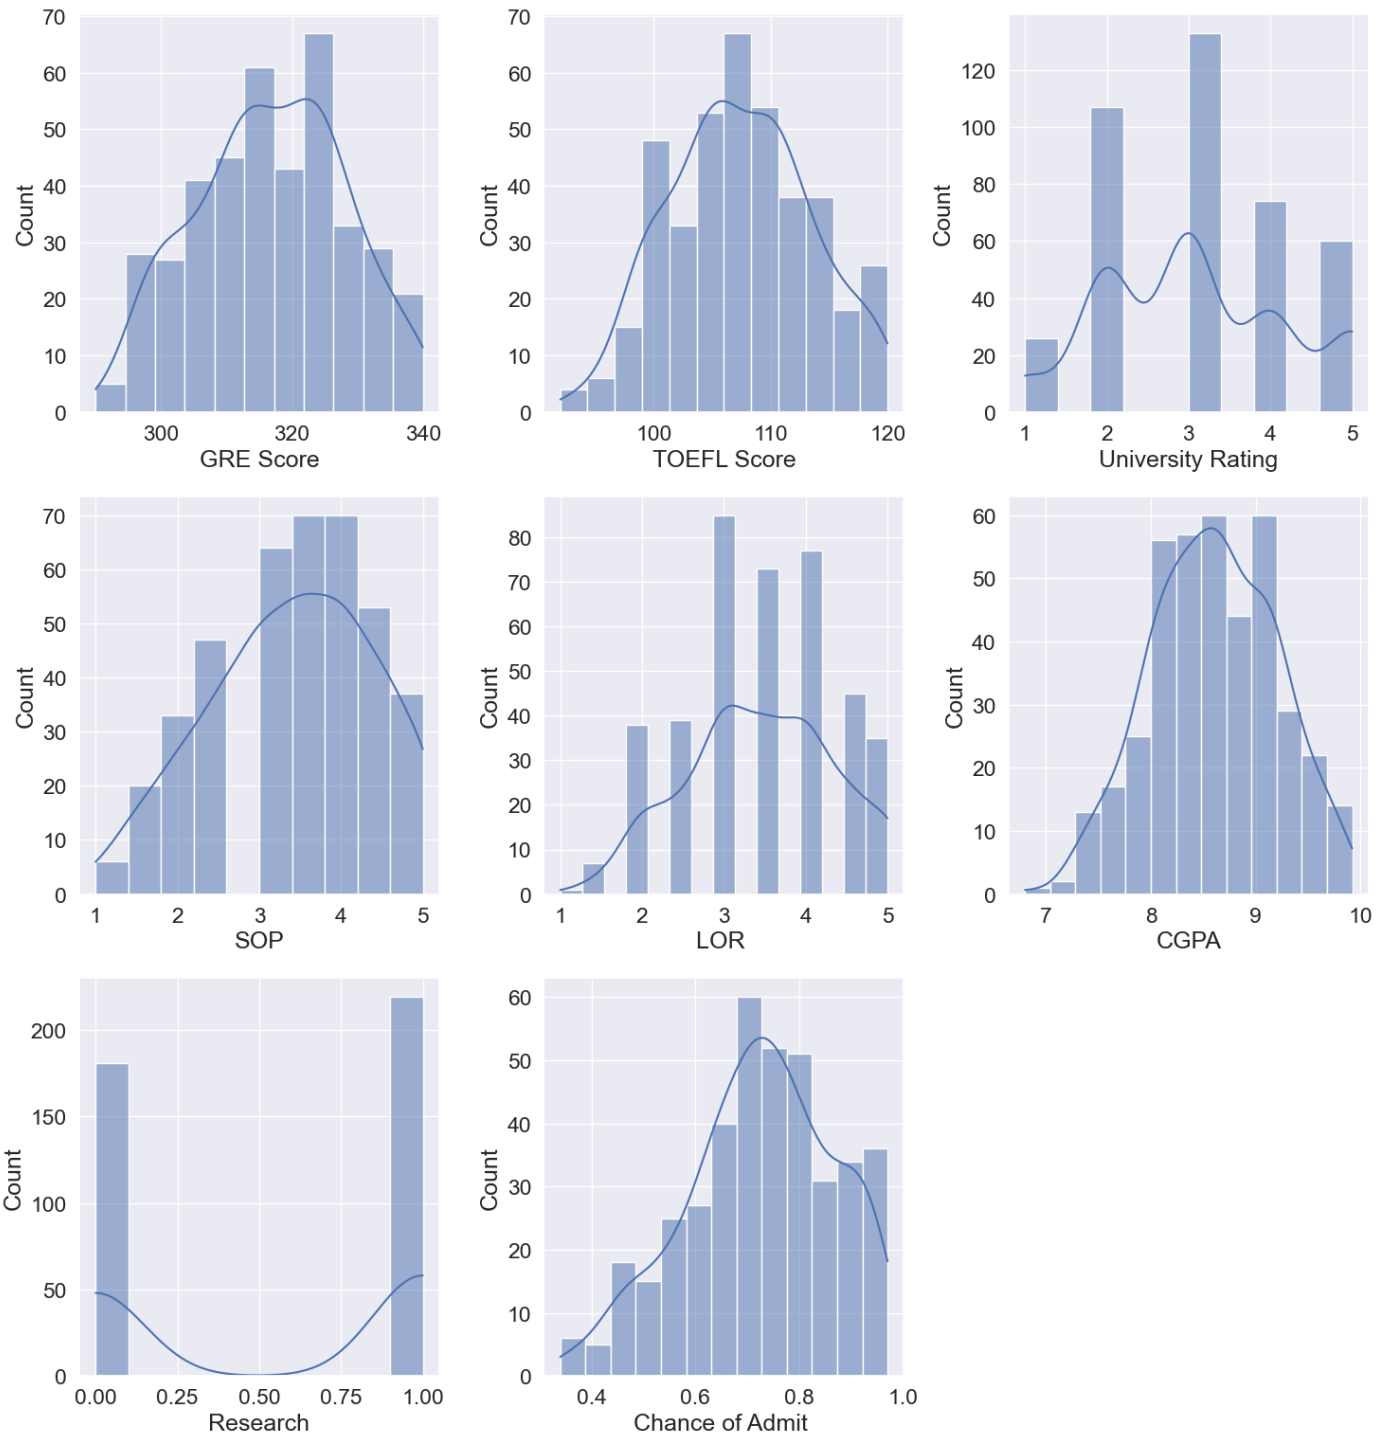 70
60
50
40
30
20
10
0
Count
300 320 340
GRE Score
70
60
50
40
30
20
10
0
Count
100 110 120
TOEFL Score
120
100
80
60
40
20
0
Count
1 2 3 4 5
University Rating
70
60
50
40
30
20
10
0
Count
1 2 3 4 5
SOP
80
70
60
50
40
30
20
10
0
Count
1 2 3 4 5
LOR
60
50
40
30
20
10
0
Count
7 8 9 10
CGPA
200
150
100
50
0
Count
0.00 0.25 0.50 0.75 1.00
Research
60
50
40
30
20
10
0
Count
0.4 0.6 0.8 1.0
Chance of Admit